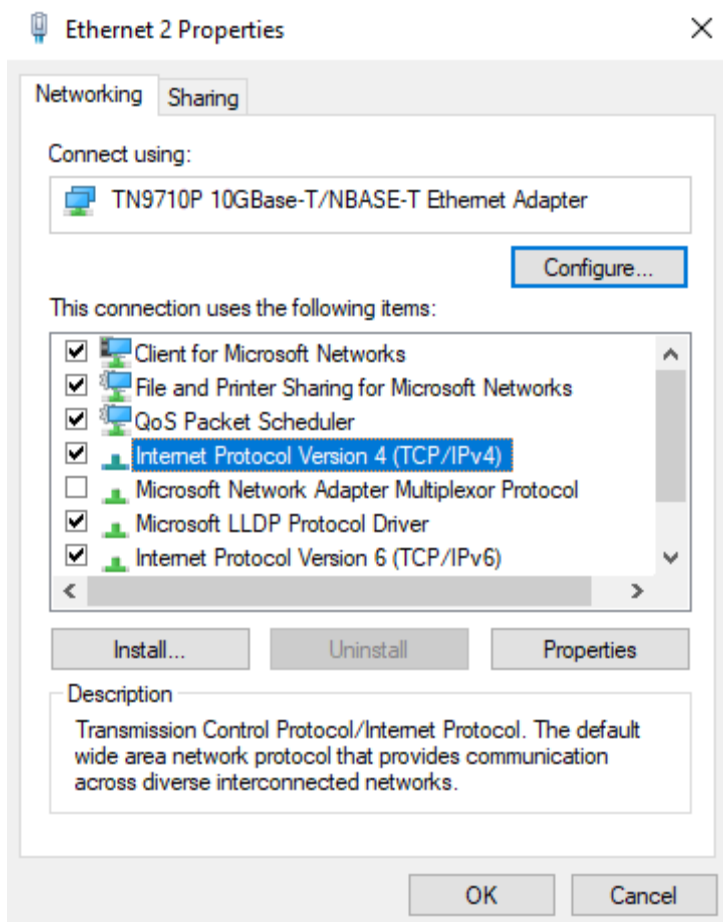 Ethernet 2 Properties
Networking
Sharing
Connect using:
TN9710P 10GBase-T/NBASE-T Ethernet Adapter
Configure...
This connection uses the following items:
Client for Microsoft Networks
File and Printer Sharing for Microsoft Networks
QoS Packet Scheduler
Internet Protocol Version 4 (TCP/IPv4)
Microsoft Network Adapter Multiplexor Protocol
Microsoft LLDP Protocol Driver
Internet Protocol Version 6 (TCP/IPv6)
Install...
Uninstall
Properties
Description
Transmission Control Protocol/Internet Protocol. The default
wide area network protocol that provides communication
across diverse interconnected networks.
OK
Cancel